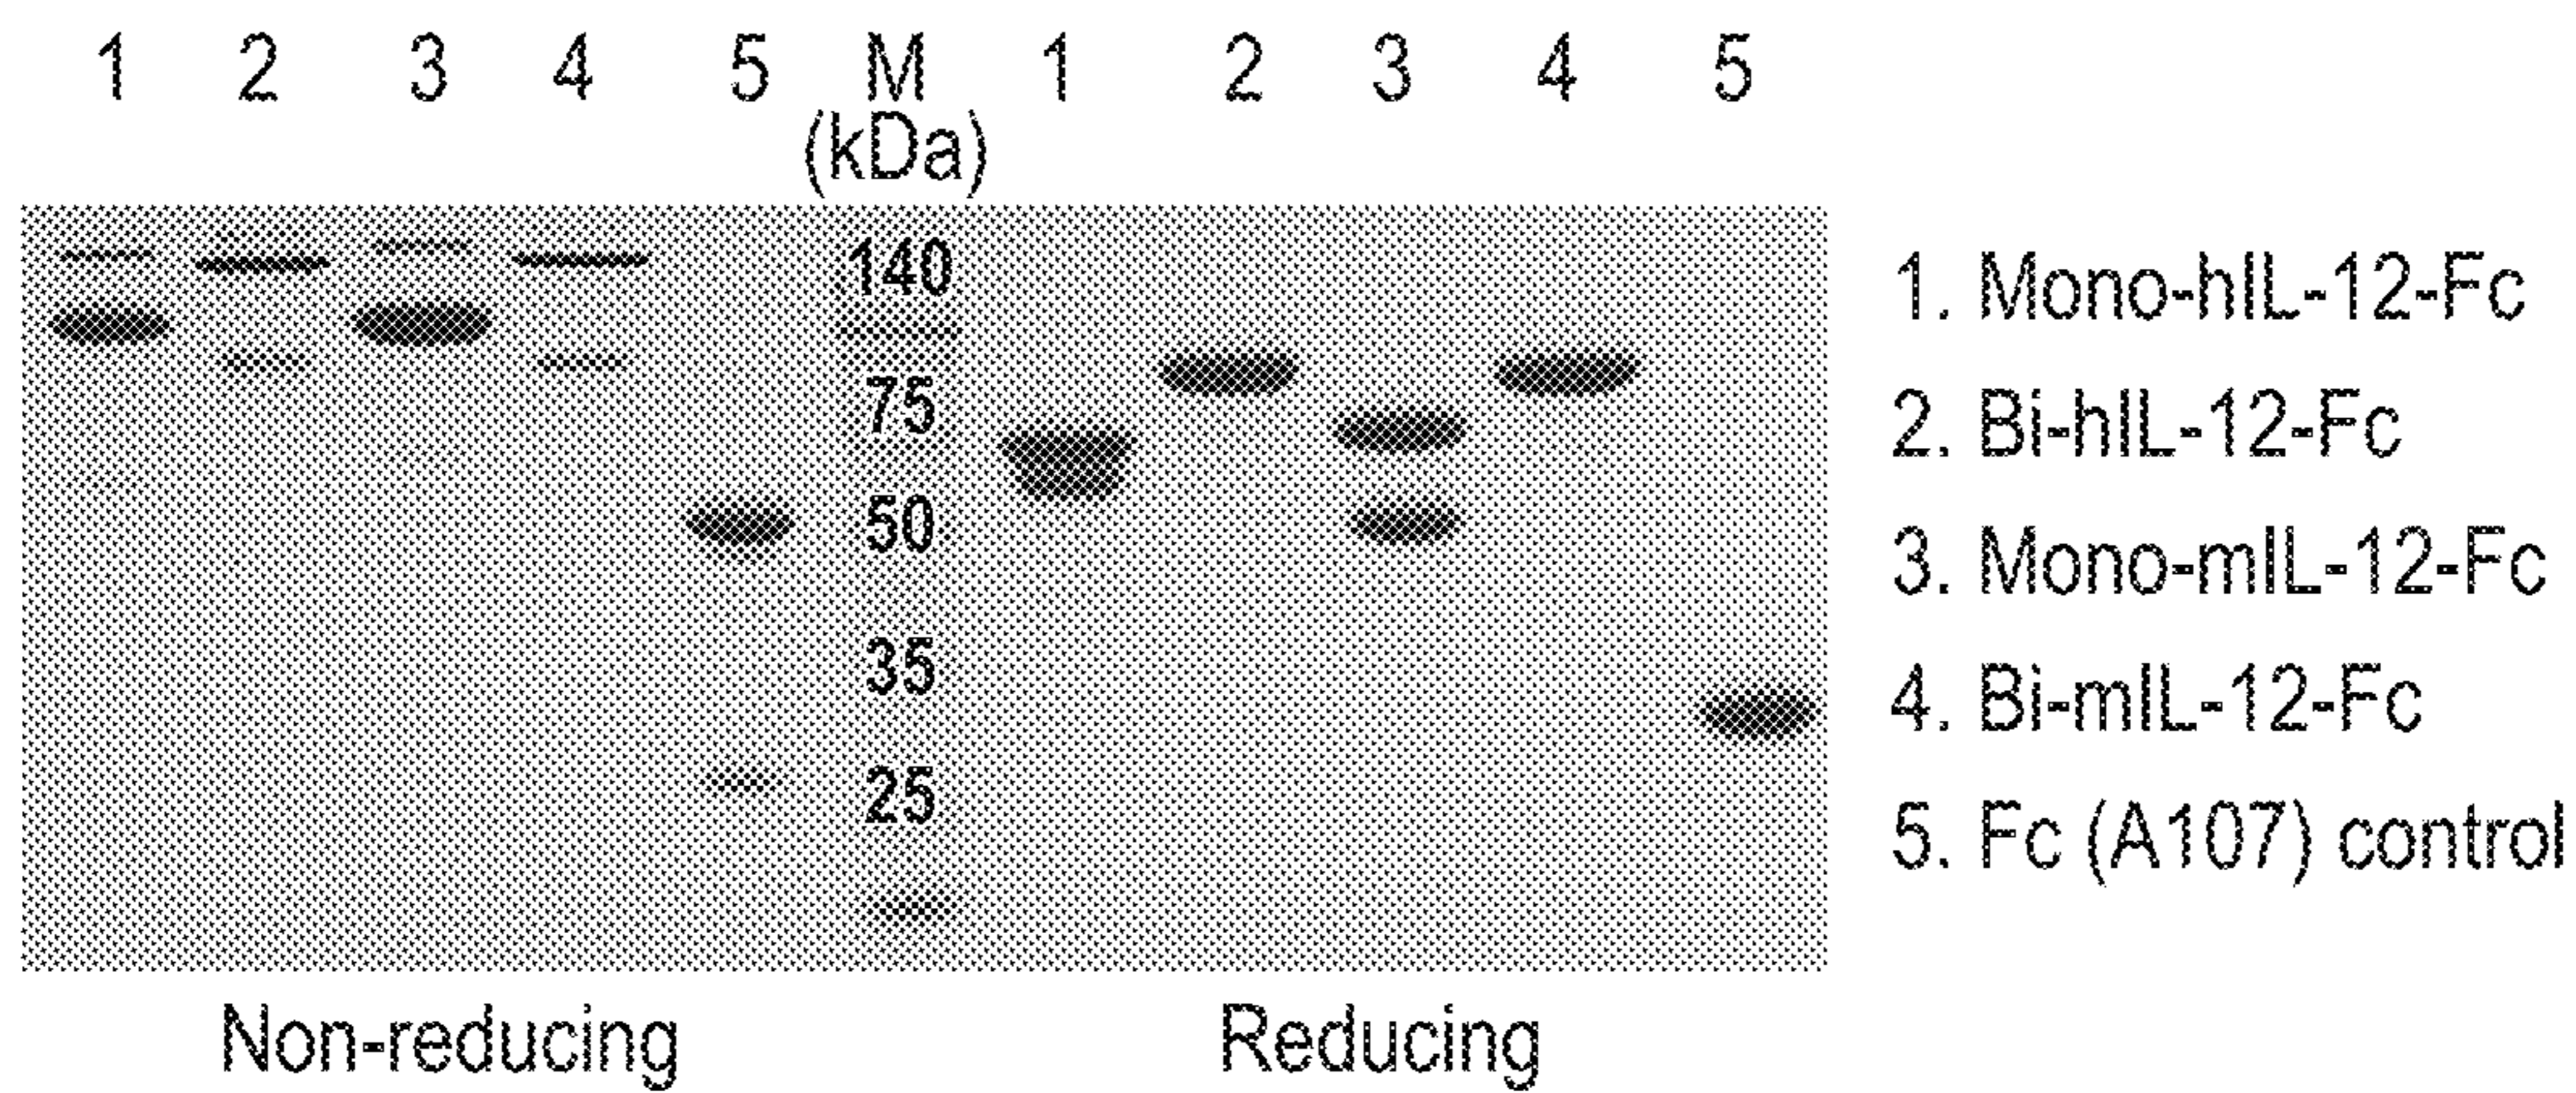 1 2 3 4 5 M 1 2 3 4 5
(kDa)
140
75
50
35
25
1. Mono-hIL-12-Fc
2. Bi-hIL-12-Fc
3. Mono-mIL-12-Fc
4. Bi-mIL-12-Fc
5. Fc (A107) control
Non-reducing Reducing